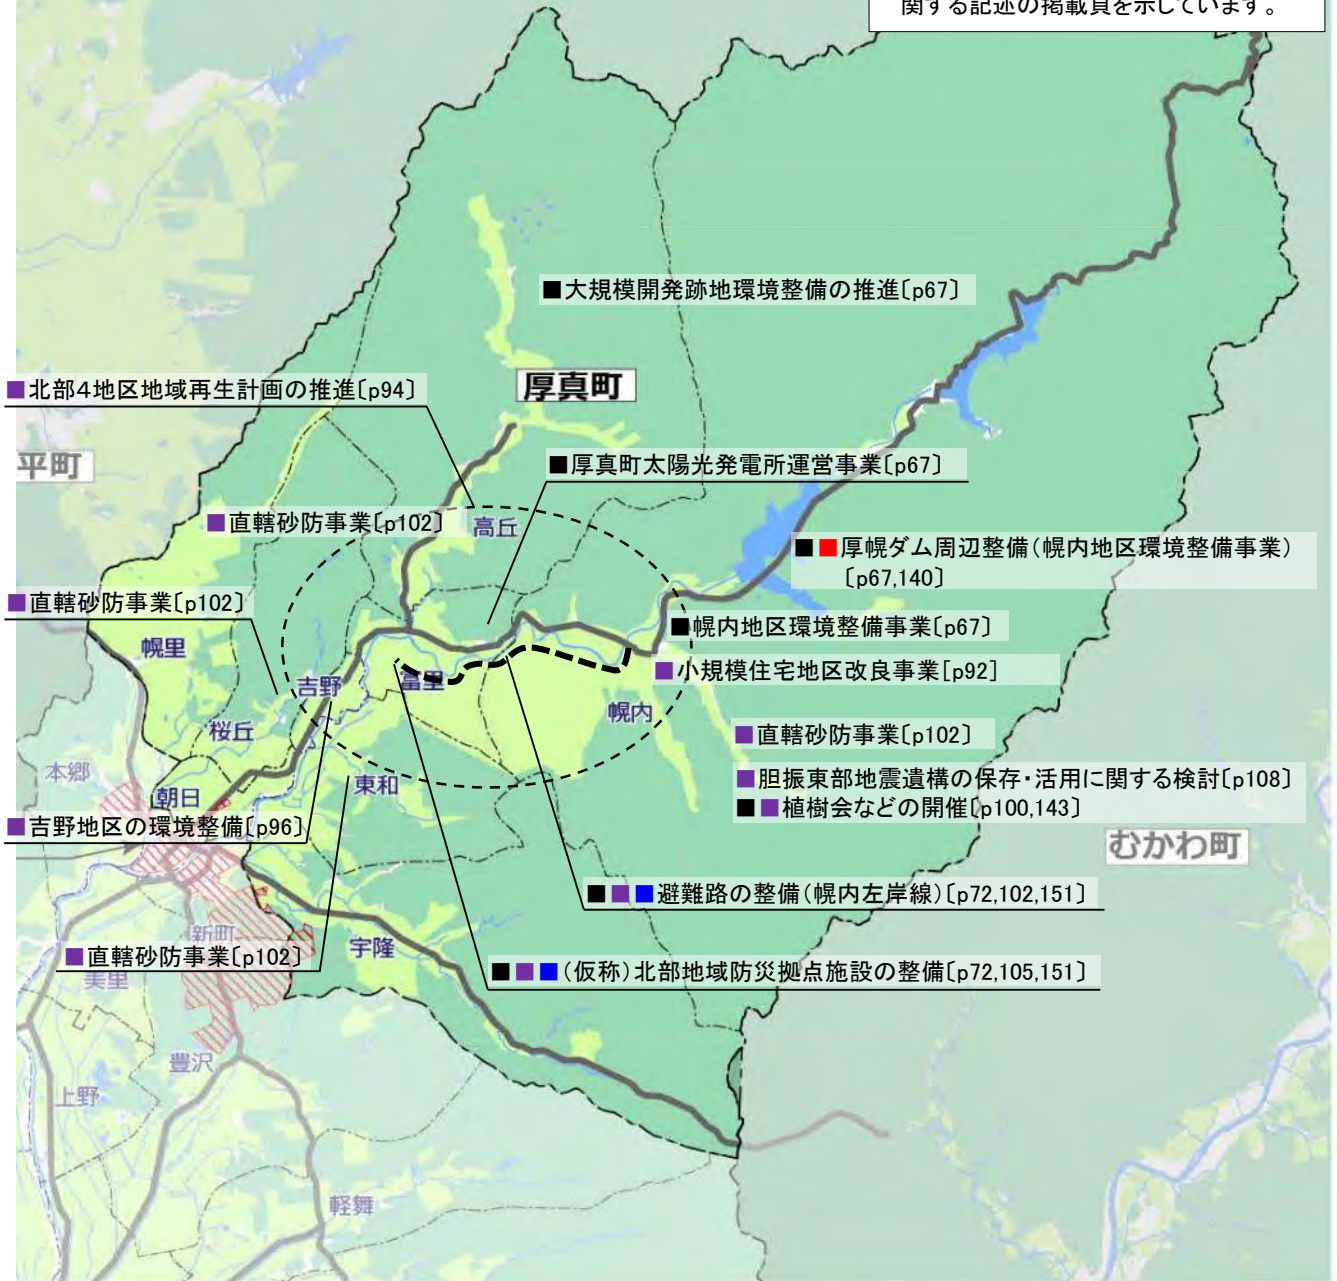 関する記述の掲載頁を示しています。
■大規模開発跡地環境整備の推進〔p67〕
■北部4地区地域再生計画の推進〔p94〕
厚真町
平町
■厚真町太陽光発電所運営事業〔p67〕
■直轄砂防事業〔p102〕
高丘
■■厚幌ダム周辺整備(幌内地区環境整備事業)
〔p67,140〕
■直轄砂防事業〔p102〕
■幌内地区環境整備事業〔p67〕
幌里
■小規模住宅地区改良事業[p92]
吉野
富里
幌内
桜丘
■直轄砂防事業〔p102〕
本郷
東和
■胆振東部地震遺構の保存・活用に関する検討〔p108〕
朝日
■■植樹会などの開催〔p100,143〕
■吉野地区の環境整備〔p96〕
むかわ町
■■■避難路の整備(幌内左岸線)〔p72,102,151〕
新町
宇隆
■直轄砂防事業〔p102〕
■■■(仮称)北部地域防災拠点施設の整備〔p72,105,151〕
美里
豊沢
上野
軽舞